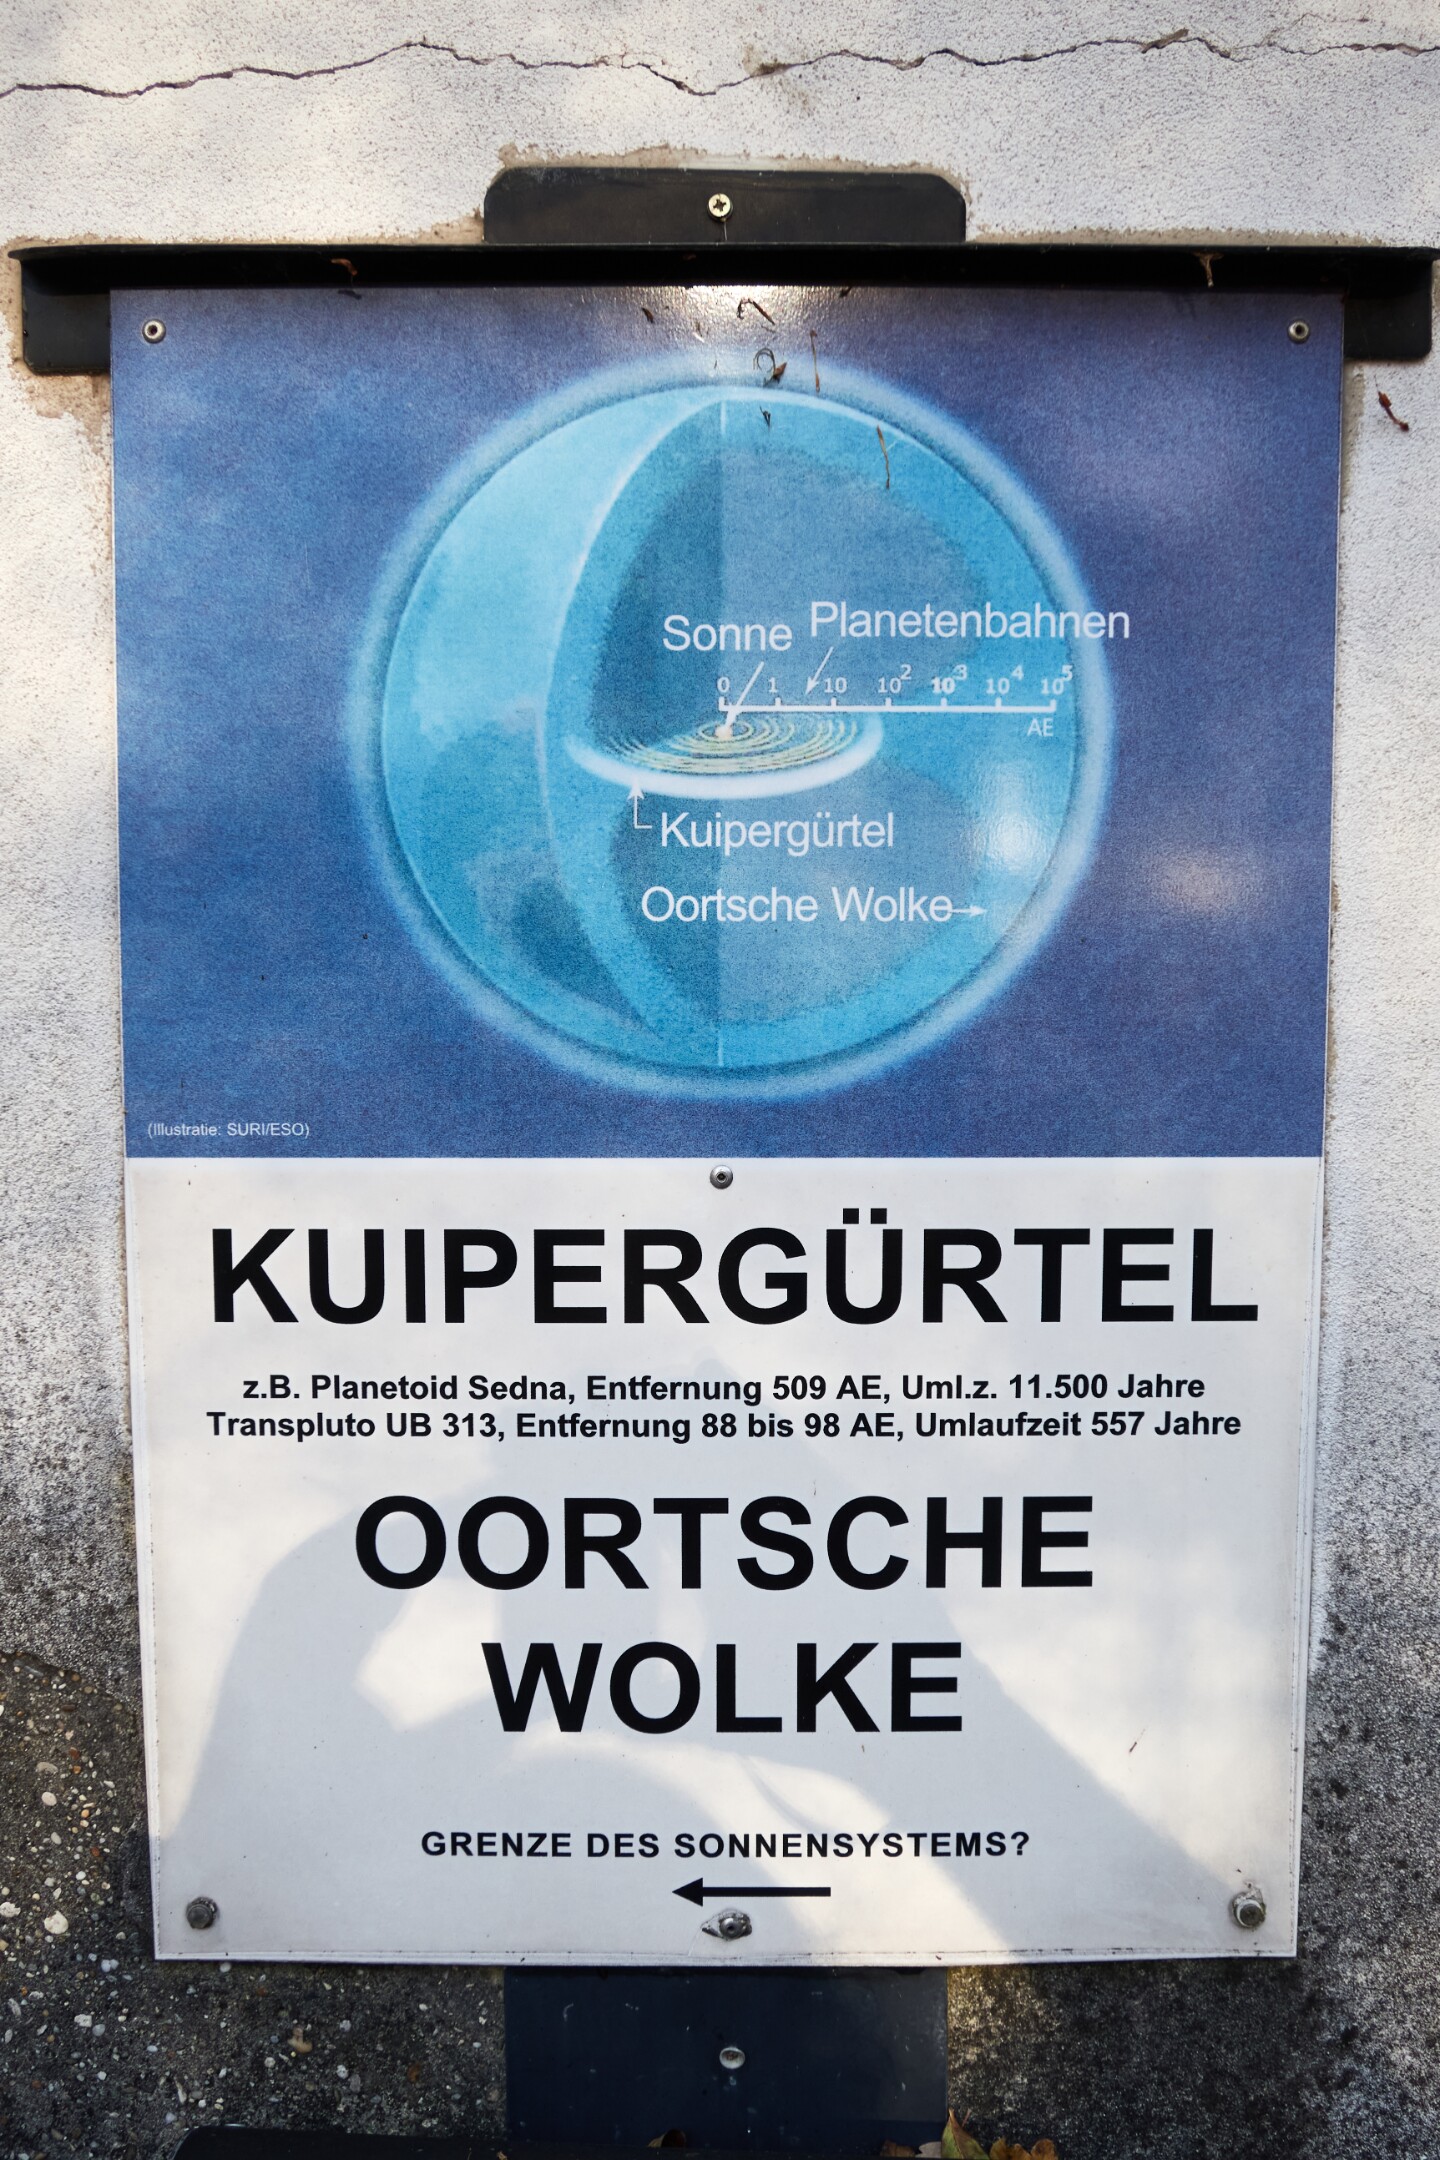 Sonne Planetenbahnen
0 1 10 10² 10³ 10⁴ 10⁵
AE
Kuipergürtel
Oortsche Wolke
(Illustratie: SURI/ESO)
KUIPERGÜRTEL
z.B. Planetoid Sedna, Entfernung 509 AE, Uml.z. 11.500 Jahre
Transpluto UB 313, Entfernung 88 bis 98 AE, Umlaufzeit 557 Jahre
OORTSCHE
WOLKE
GRENZE DES SONNENSYSTEMS?